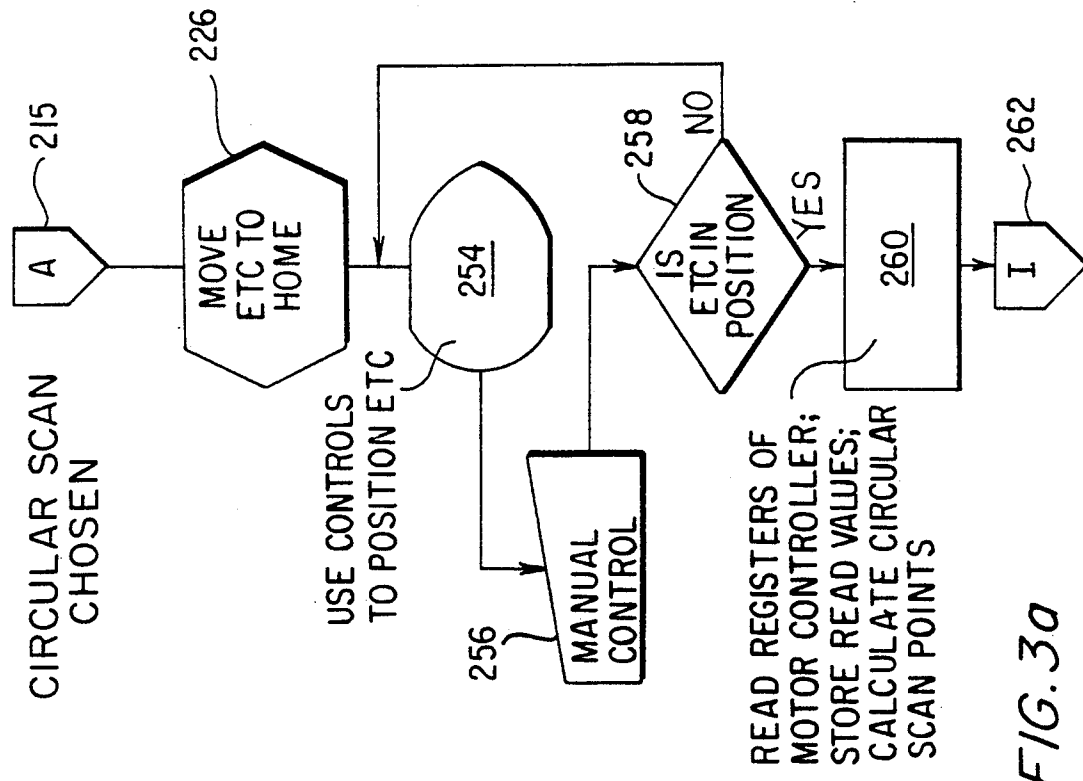 CIRCULAR SCAN
CHOSEN
A
215
MOVE
ETC TO
HOME
226
USE CONTROLS
TO POSITION ETC
254
256
MANUAL
CONTROL
IS
ETC IN
POSITION
258
NO
YES
READ REGISTERS OF
MOTOR CONTROLLER;
STORE READ VALUES;
CALCULATE CIRCULAR
SCAN POINTS
260
I
262
FIG. 3a